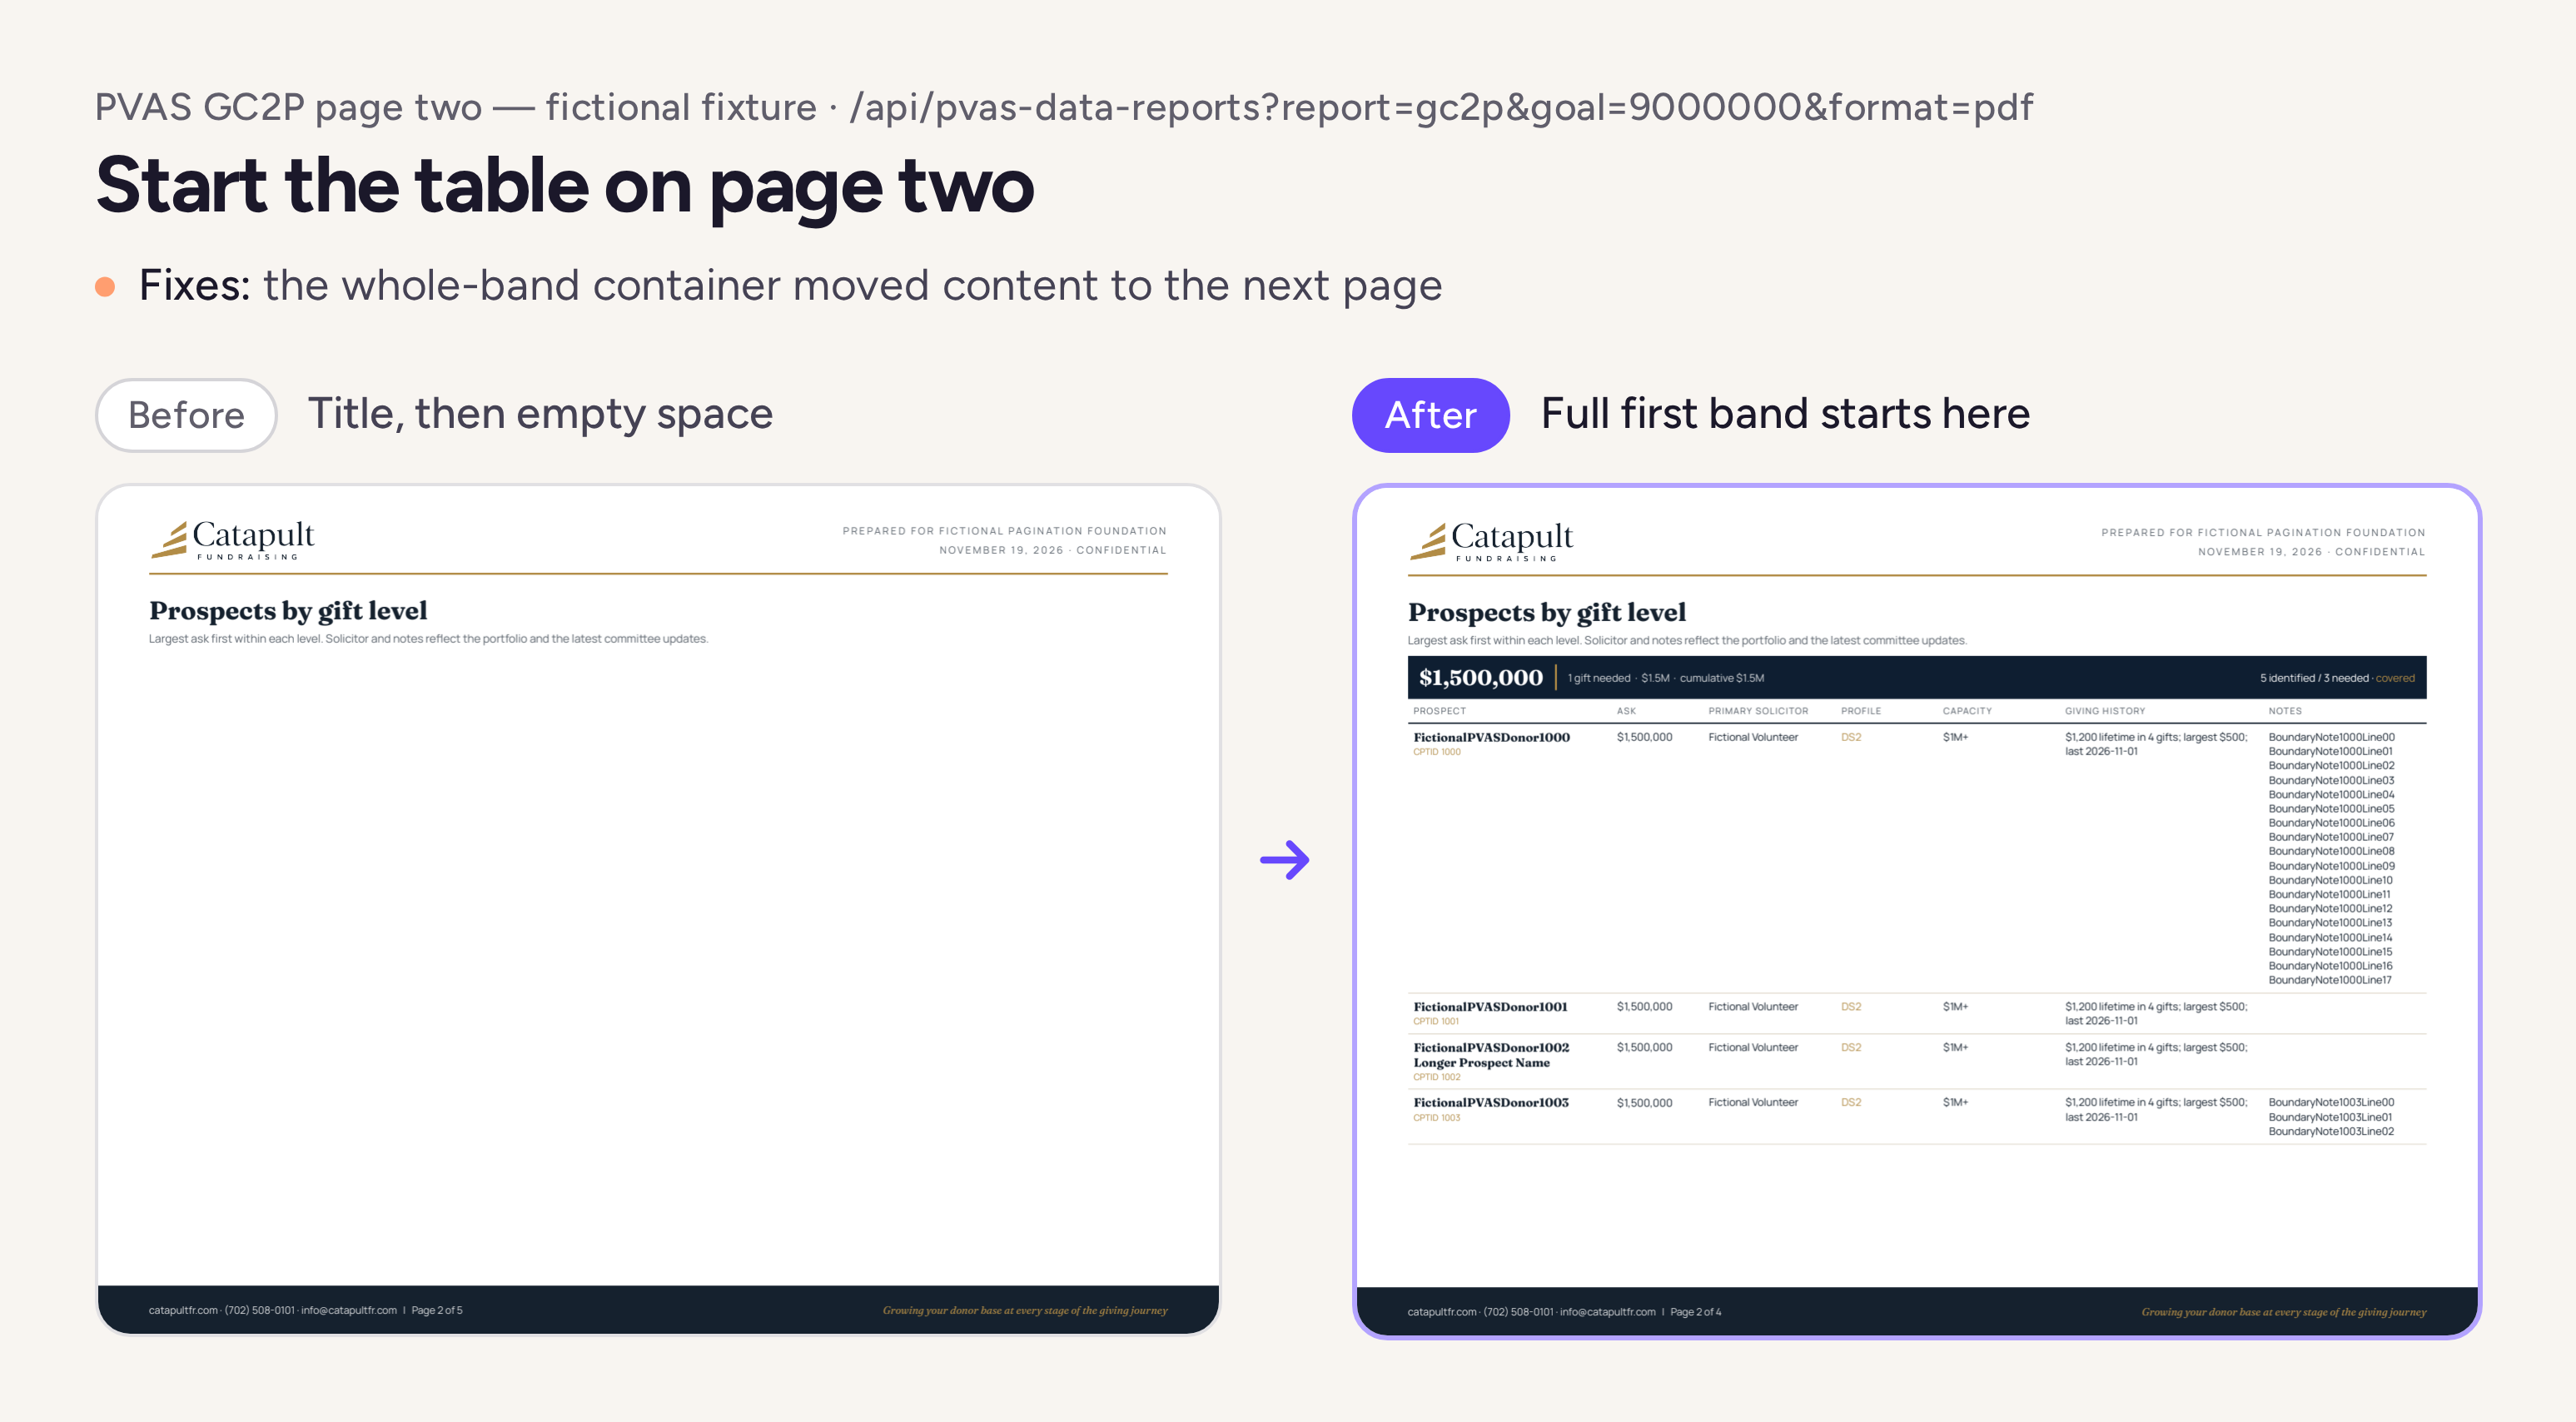 PVAS GC2P page two — fictional fixture · /api/pvas-data-reports?report=gc2p&goal=9000000&format=pdf
Start the table on page two
Fixes: the whole-band container moved content to the next page
Before
Title, then empty space
Catapult
FUNDRAISING
PREPARED FOR FICTIONAL PAGINATION FOUNDATION
NOVEMBER 19, 2026 · CONFIDENTIAL
Prospects by gift level
Largest ask first within each level. Solicitor and notes reflect the portfolio and the latest committee updates.
catapultfr.com · (702) 508-0101 · info@catapultfr.com | Page 2 of 5
Growing your donor base at every stage of the giving journey
After
Full first band starts here
Catapult
FUNDRAISING
PREPARED FOR FICTIONAL PAGINATION FOUNDATION
NOVEMBER 19, 2026 · CONFIDENTIAL
Prospects by gift level
Largest ask first within each level. Solicitor and notes reflect the portfolio and the latest committee updates.
$1,500,000 1 gift needed · $1.5M · cumulative $1.5M 5 identified / 3 needed · covered
PROSPECT ASK PRIMARY SOLICITOR PROFILE CAPACITY GIVING HISTORY NOTES
FictionalPVASDonor1000 $1,500,000 Fictional Volunteer DS2 $1M+ $1,200 lifetime in 4 gifts; largest $500; BoundaryNote1000Line00
CPTID 1000 last 2026-11-01 BoundaryNote1000Line01
BoundaryNote1000Line02
BoundaryNote1000Line03
BoundaryNote1000Line04
BoundaryNote1000Line05
BoundaryNote1000Line06
BoundaryNote1000Line07
BoundaryNote1000Line08
BoundaryNote1000Line09
BoundaryNote1000Line10
BoundaryNote1000Line11
BoundaryNote1000Line12
BoundaryNote1000Line13
BoundaryNote1000Line14
BoundaryNote1000Line15
BoundaryNote1000Line16
BoundaryNote1000Line17
FictionalPVASDonor1001 $1,500,000 Fictional Volunteer DS2 $1M+ $1,200 lifetime in 4 gifts; largest $500;
CPTID 1001 last 2026-11-01
FictionalPVASDonor1002 $1,500,000 Fictional Volunteer DS2 $1M+ $1,200 lifetime in 4 gifts; largest $500;
Longer Prospect Name last 2026-11-01
CPTID 1002
FictionalPVASDonor1003 $1,500,000 Fictional Volunteer DS2 $1M+ $1,200 lifetime in 4 gifts; largest $500; BoundaryNote1003Line00
CPTID 1003 last 2026-11-01 BoundaryNote1003Line01
BoundaryNote1003Line02
catapultfr.com · (702) 508-0101 · info@catapultfr.com | Page 2 of 4
Growing your donor base at every stage of the giving journey